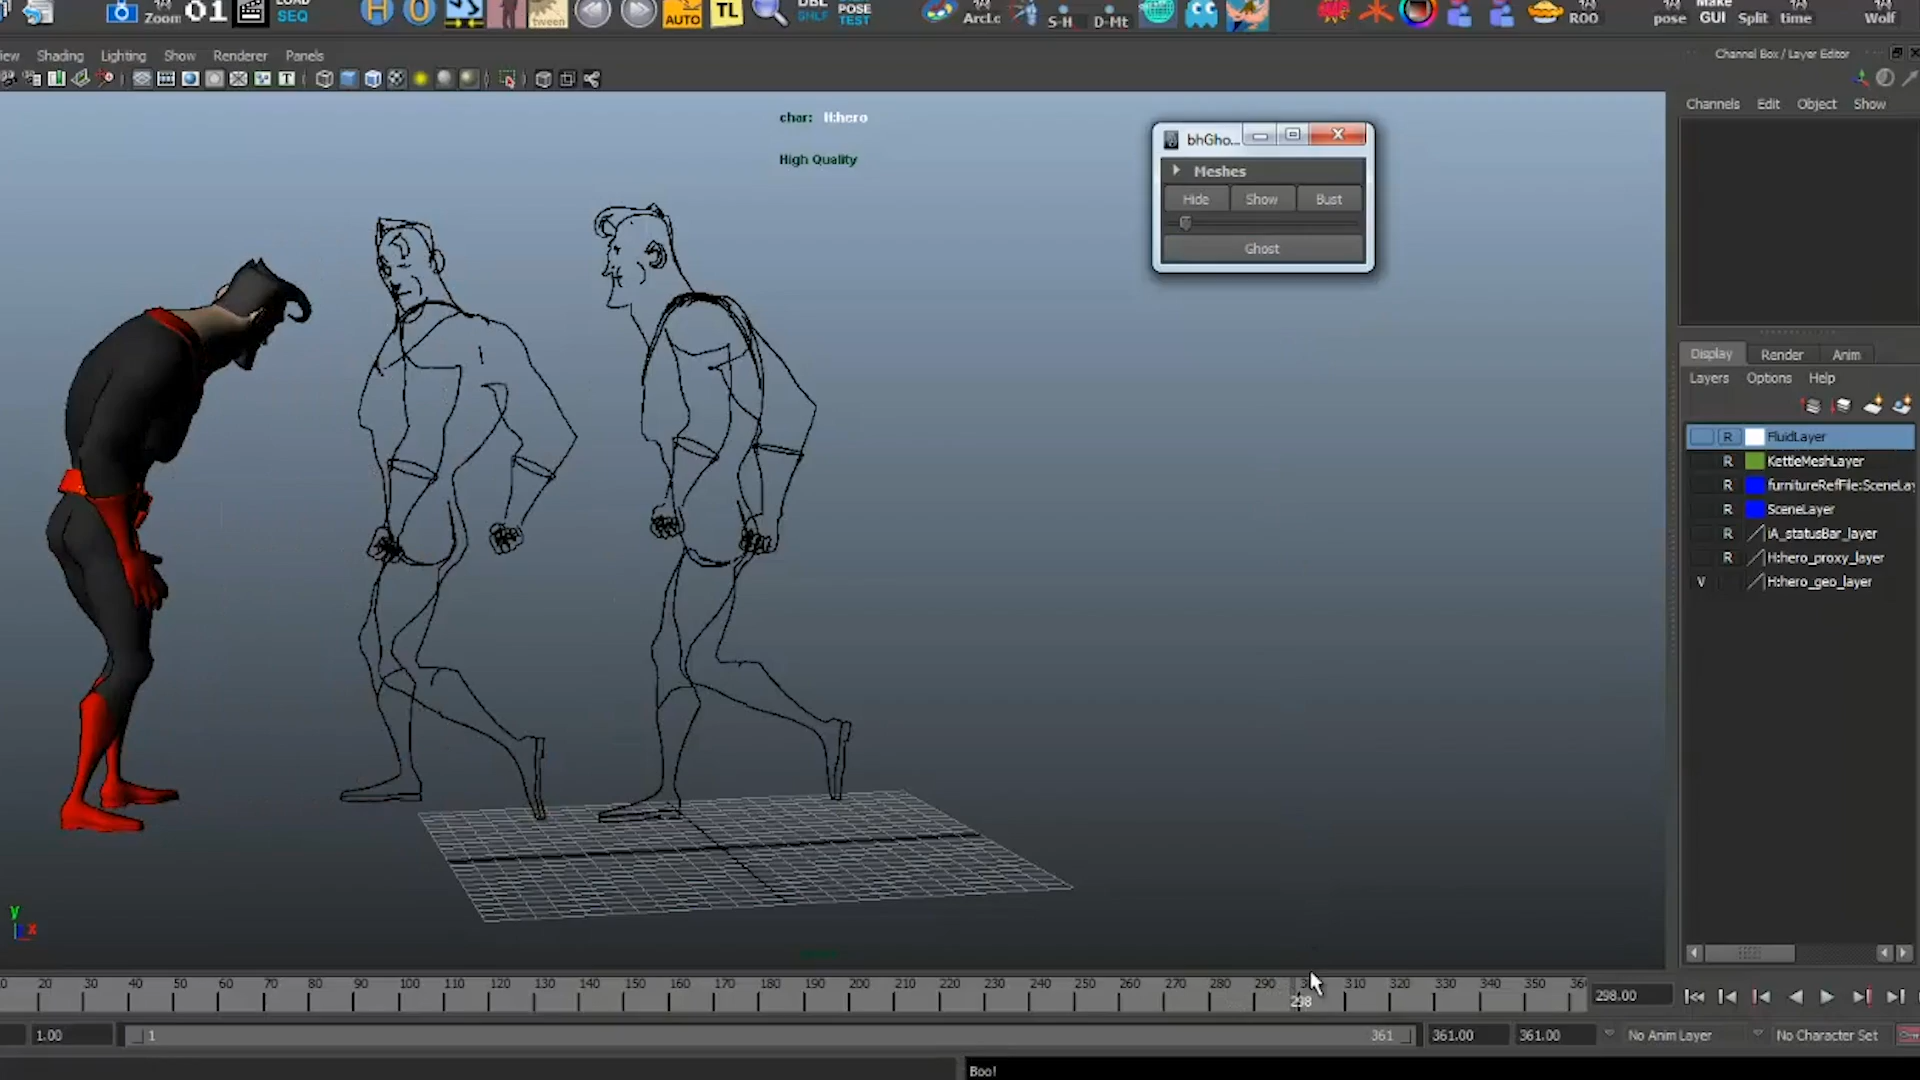 Zoom
01
LOAD
SEQ
H
O
tween
AUTO
TL
DBL
SHLF
POSE
TEST
ArcLc
S-H
D-Mt
ROO
pose
Make
GUI
Split
time
Wolf
Shading Lighting Show Renderer Panels
Channel Box / Layer Editor
Channels Edit Object Show
char: H:hero
High Quality
bhGho...
Meshes
Hide Show Bust
Ghost
Display Render Anim
Layers Options Help
R FluidLayer
R KettleMeshLayer
R furnitureRefFile:SceneLay
R SceneLayer
R iA_statusBar_layer
R H:hero_proxy_layer
V H:hero_geo_layer
y
x
20 30 40 50 60 70 80 90 100 110 120 130 140 150 160 170 180 190 200 210 220 230 240 250 260 270 280 290 310 320 330 340 350
298
298.00
1.00 1 361 361.00 361.00 No Anim Layer No Character Set
Boo!